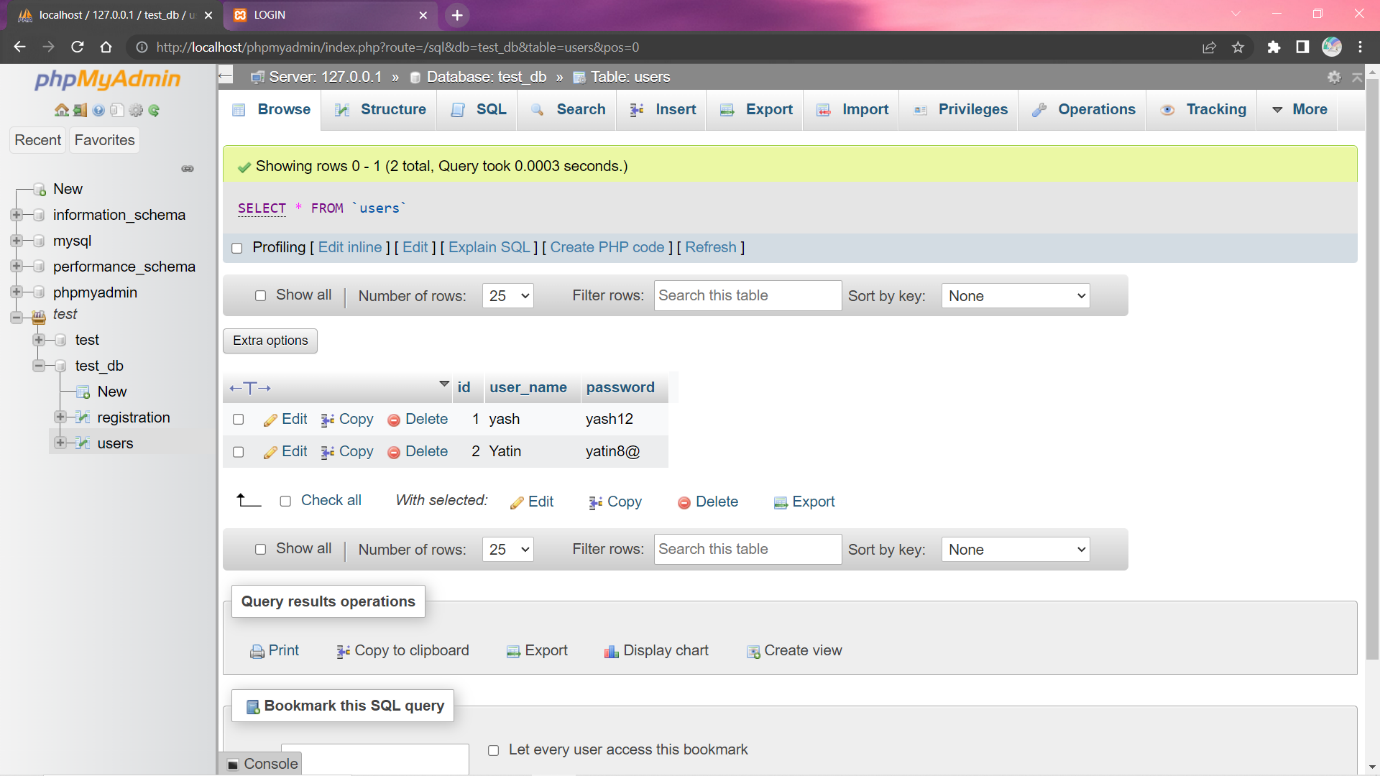 localhost / 127.0.0.1 / test_db / u
LOGIN
http://localhost/phpmyadmin/index.php?route=/sql&db=test_db&table=users&pos=0
phpMyAdmin
Recent Favorites
New
information_schema
mysql
performance_schema
phpmyadmin
test
test
test_db
New
registration
users
Server: 127.0.0.1 » Database: test_db » Table: users
Browse Structure SQL Search Insert Export Import Privileges Operations Tracking More
Showing rows 0 - 1 (2 total, Query took 0.0003 seconds.)
SELECT * FROM `users`
Profiling [ Edit inline ] [ Edit ] [ Explain SQL ] [ Create PHP code ] [ Refresh ]
Show all Number of rows: 25 Filter rows: Search this table Sort by key: None
Extra options
←T→ id user_name password
Edit Copy Delete 1 yash yash12
Edit Copy Delete 2 Yatin yatin8@
Check all With selected: Edit Copy Delete Export
Show all Number of rows: 25 Filter rows: Search this table Sort by key: None
Query results operations
Print Copy to clipboard Export Display chart Create view
Bookmark this SQL query
Let every user access this bookmark
Console